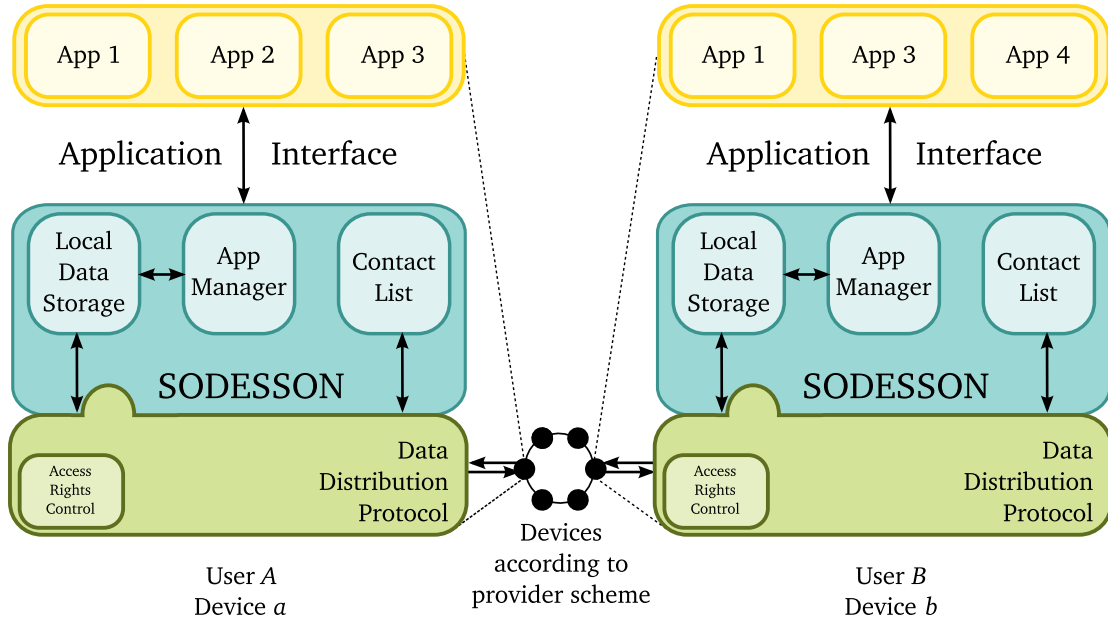 App 1
App 2
App 3
Application Interface
Local
Data
Storage
App
Manager
Contact
List
SODESSON
Access
Rights
Control
Data
Distribution
Protocol
User A
Device a
Devices
according to
provider scheme
App 1
App 3
App 4
Application Interface
Local
Data
Storage
App
Manager
Contact
List
SODESSON
Access
Rights
Control
Data
Distribution
Protocol
User B
Device b